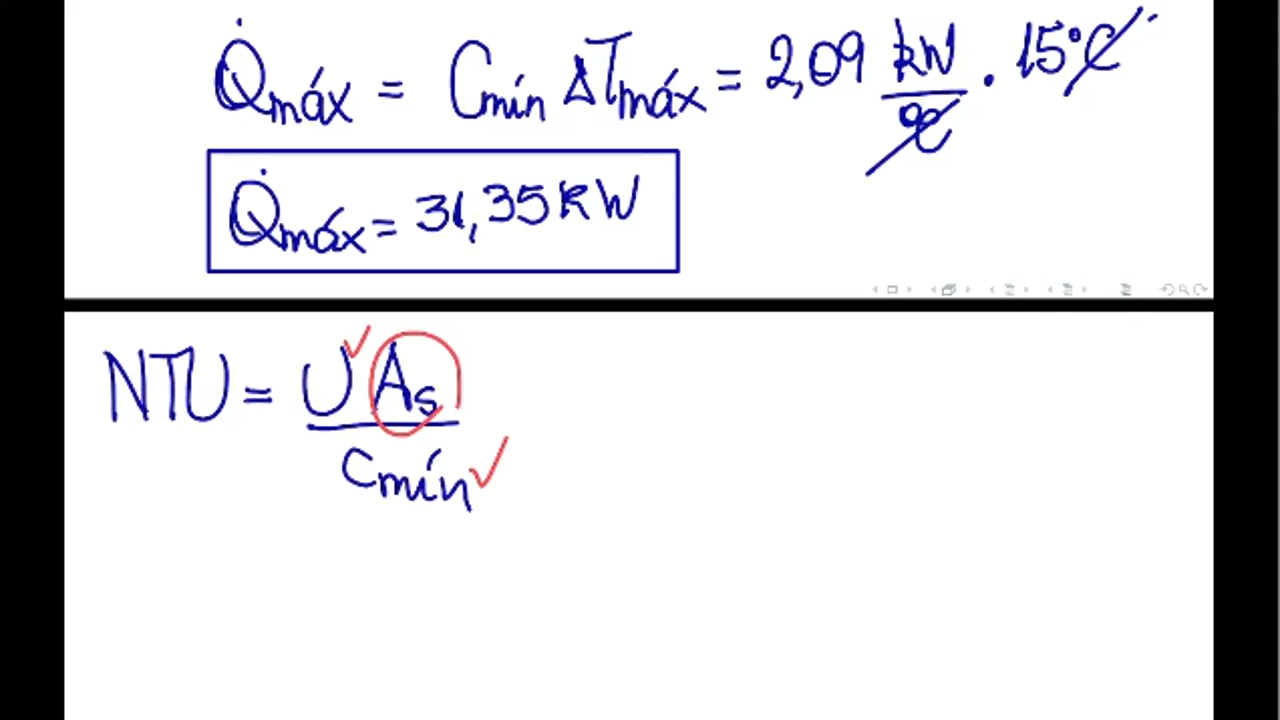 Q̇máx = Cmín ΔTmáx = 2,09 kW/°C · 15°C
Q̇máx = 31,35 kW
NTU = U As / Cmín